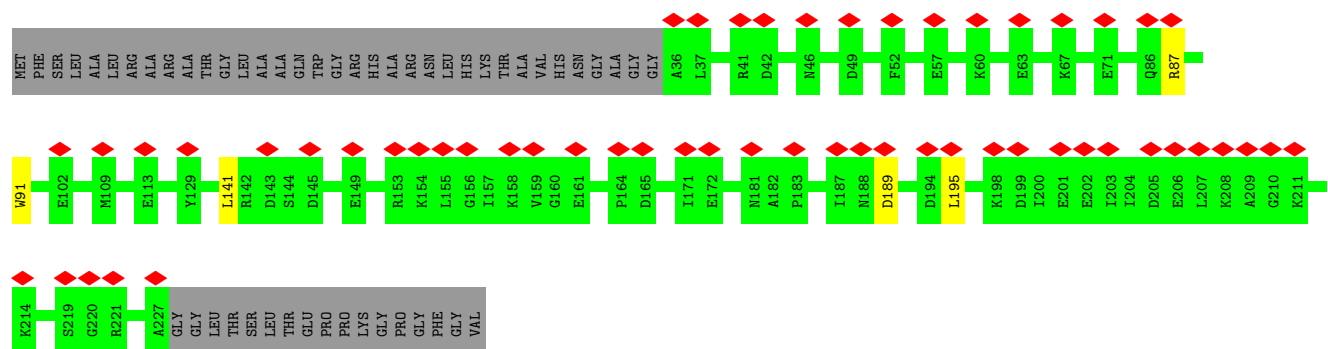 MET PHE SER LEU ALA LEU LEU ARG ALA ARG ALA THR GLY LEU ALA ALA GLN TRP GLY ARG HIS ALA ARG ASN LEU HIS LYS THR ALA VAL HIS ASN GLY ALA GLY GLY A36 L37 R41 D42 N46 D49 F52 E57 K60 E63 K67 E71 Q86 R87
W91 E102 M109 E113 Y129 L141 R142 D143 S144 D145 E149 R153 K154 L155 G156 I157 K158 V159 G160 E161 P164 D165 I171 E172 N181 A182 P183 I187 N188 D189 D194 L195 K198 D199 I200 E201 E202 I203 I204 D205 E206 L207 K208 A209 G210 K211
K214 S219 G220 R221 A227 GLY GLY LEU THR SER LEU THR GLU PRO PRO LYS GLY PRO GLY PHE GLY VAL